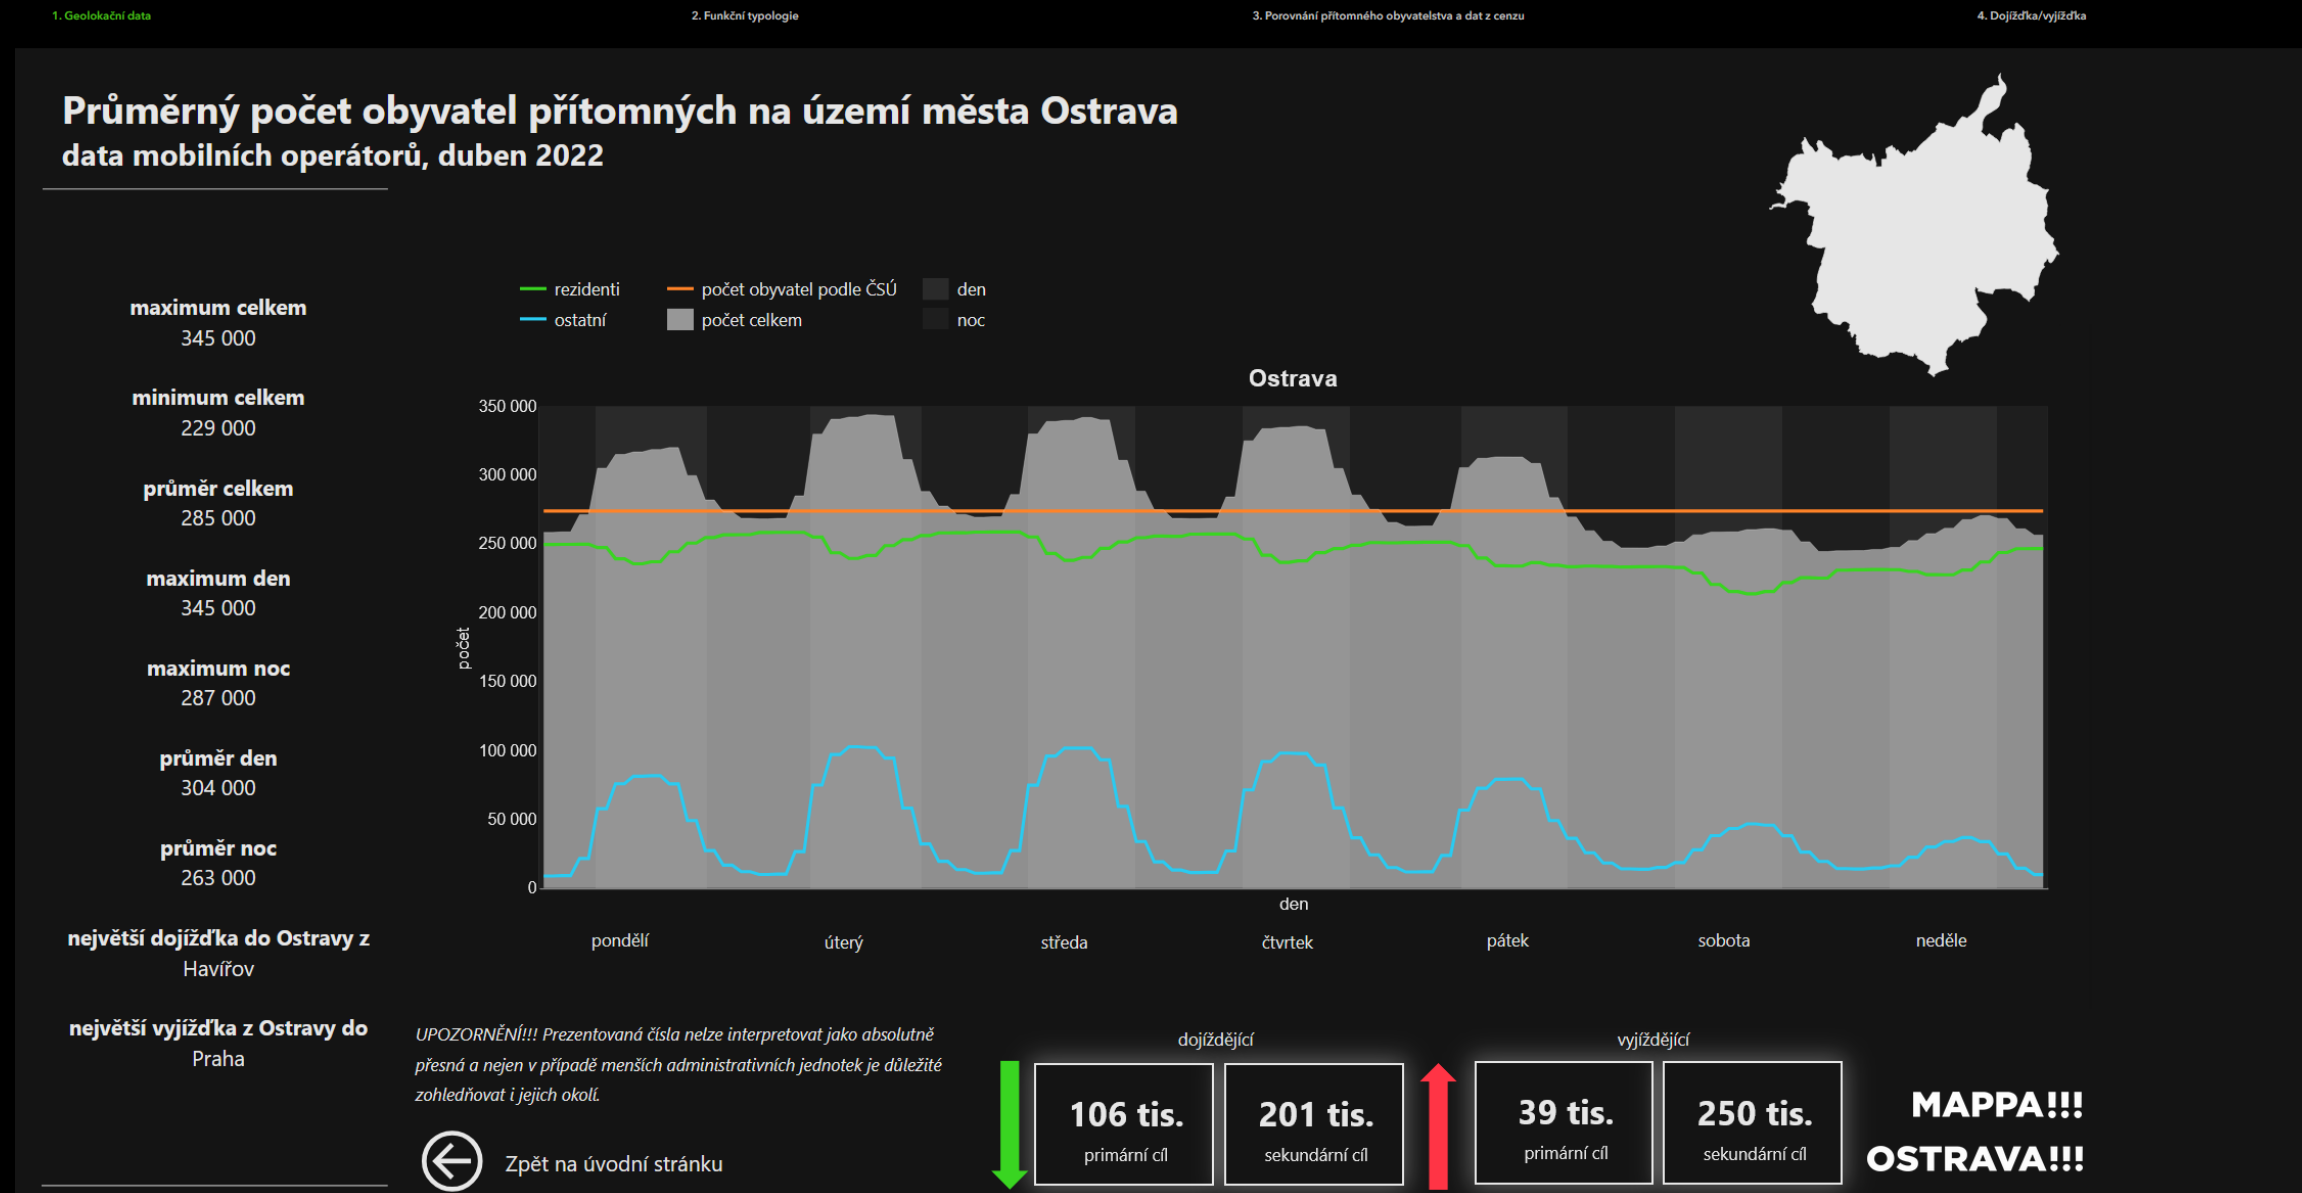 1. Geolokační data
2. Funkční typologie
3. Porovnání přítomného obyvatelstva a dat z cenzu
4. Dojížďka/vyjížďka
Průměrný počet obyvatel přítomných na území města Ostrava
data mobilních operátorů, duben 2022
maximum celkem
345 000
minimum celkem
229 000
průměr celkem
285 000
maximum den
345 000
maximum noc
287 000
průměr den
304 000
průměr noc
263 000
největší dojížďka do Ostravy z
Havířov
největší vyjížďka z Ostravy do
Praha
rezidenti
počet obyvatel podle ČSÚ
den
ostatní
počet celkem
noc
Ostrava
350 000
300 000
250 000
200 000
150 000
100 000
50 000
0
počet
den
pondělí
úterý
středa
čtvrtek
pátek
sobota
neděle
UPOZORNĚNÍ!!! Prezentovaná čísla nelze interpretovat jako absolutně
přesná a nejen v případě menších administrativních jednotek je důležité
zohledňovat i jejich okolí.
Zpět na úvodní stránku
dojíždějící
106 tis.
primární cíl
201 tis.
sekundární cíl
vyjíždějící
39 tis.
primární cíl
250 tis.
sekundární cíl
MAPPA!!!
OSTRAVA!!!